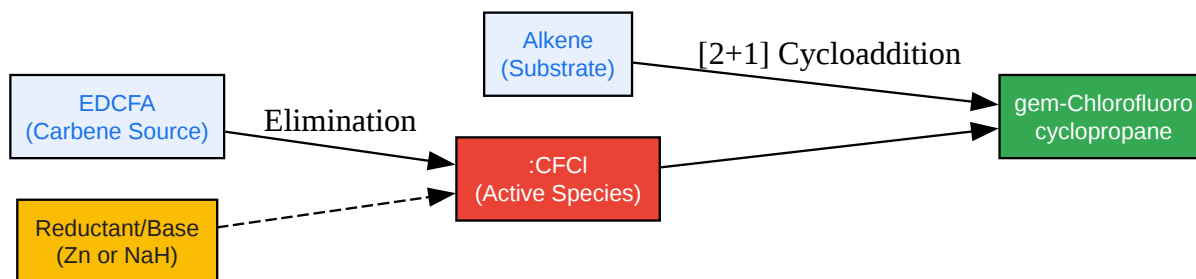 Alkene
(Substrate)
[2+1] Cycloaddition
EDCFA
(Carbene Source)
Elimination
gem-Chlorofluoro
cyclopropane
:CFCl
(Active Species)
Reductant/Base
(Zn or NaH)